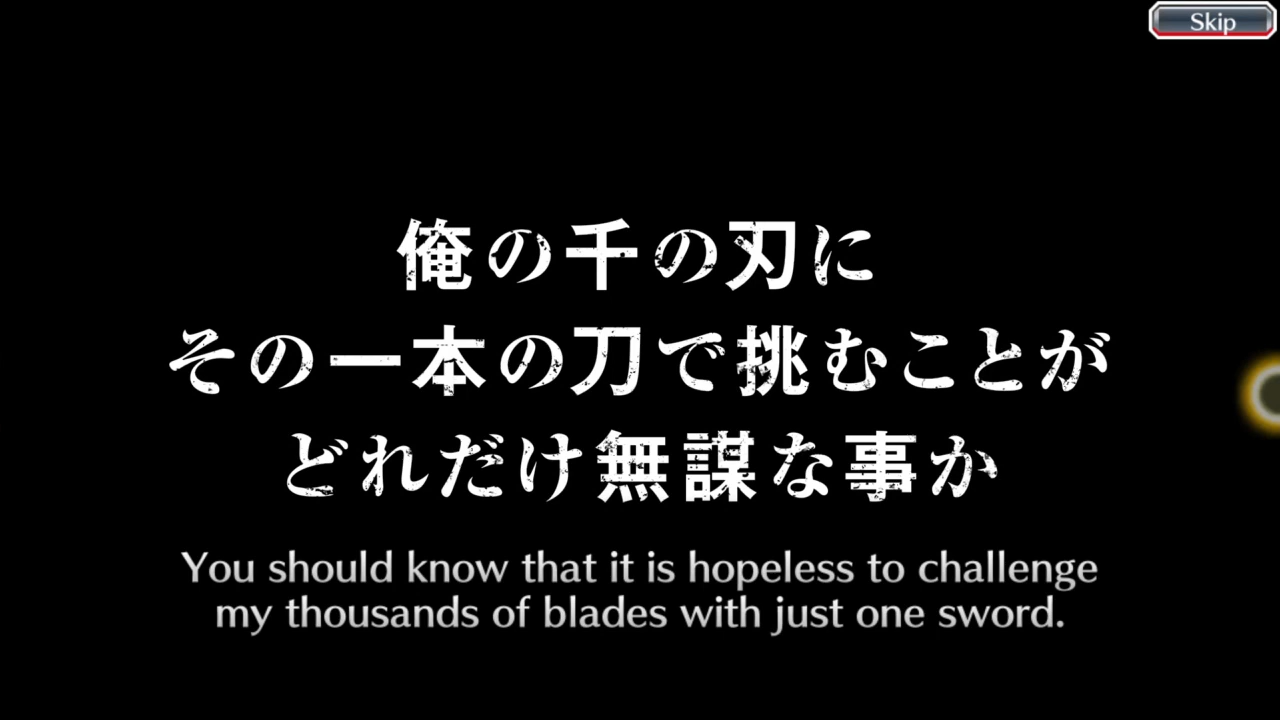 Skip
俺の千の刃に
その一本の刀で挑むことが
どれだけ無謀な事か
You should know that it is hopeless to challenge
my thousands of blades with just one sword.